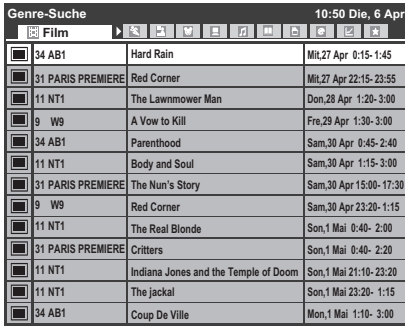 Genre-Suche 10:50 Die, 6 Apr
Film
34 AB1 Hard Rain Mit,27 Apr 0:15- 1:45
31 PARIS PREMIERE Red Corner Mit,27 Apr 22:15- 23:55
11 NT1 The Lawnmower Man Don,28 Apr 1:20- 3:00
9 W9 A Vow to Kill Fre,29 Apr 1:30- 3:00
34 AB1 Parenthood Sam,30 Apr 0:45- 2:40
11 NT1 Body and Soul Sam,30 Apr 1:15- 3:00
31 PARIS PREMIERE The Nun's Story Sam,30 Apr 15:00- 17:30
9 W9 Red Corner Sam,30 Apr 23:20- 1:15
11 NT1 The Real Blonde Son,1 Mai 0:40- 2:00
31 PARIS PREMIERE Critters Son,1 Mai 0:40- 2:20
11 NT1 Indiana Jones and the Temple of Doom Son,1 Mai 21:10- 23:20
11 NT1 The jackal Son,1 Mai 23:20- 1:15
34 AB1 Coup De Ville Mon,1 Mai 1:10- 3:00